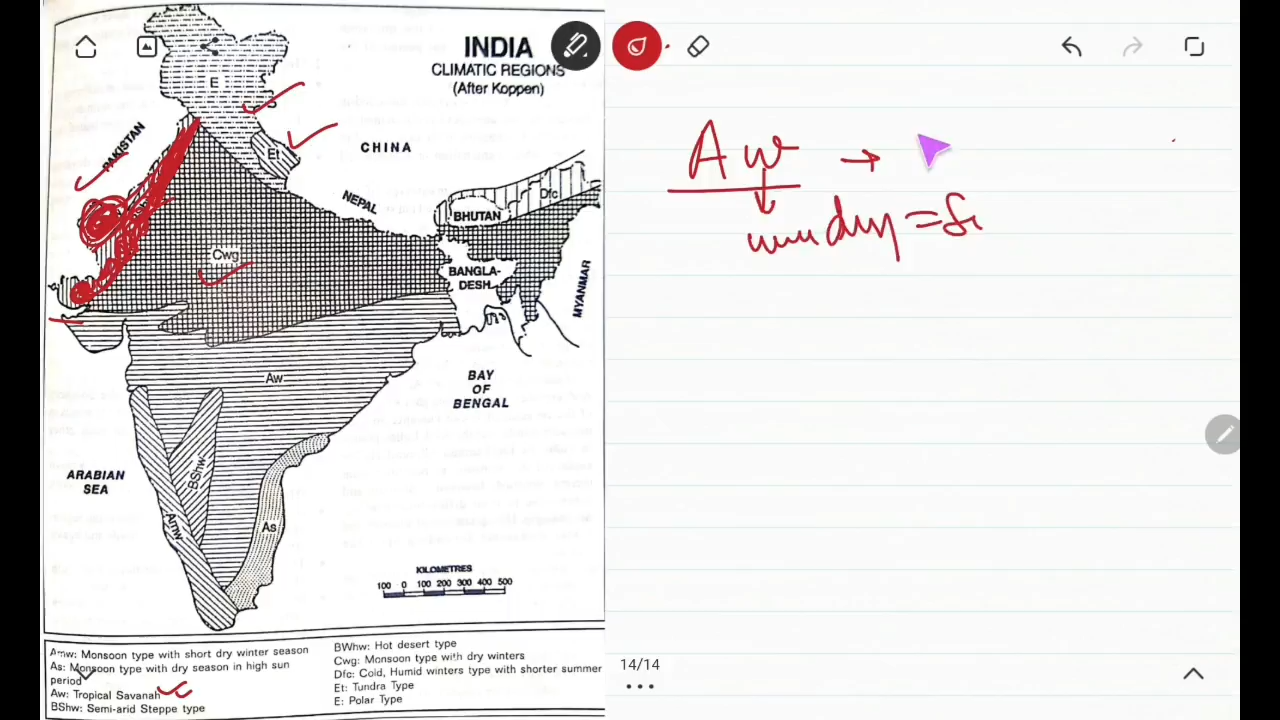 INDIA
CLIMATIC REGIONS
(After Koppen)
E
PAKISTAN
Et
CHINA
NEPAL
Dfc
BHUTAN
Cwg
BANGLA-
DESH
MYANMAR
Aw
BAY
OF
BENGAL
ARABIAN
SEA
BShw
Amw
As
KILOMETRES
100 0 100 200 300 400 500
Amw: Monsoon type with short dry winter season
As: Monsoon type with dry season in high sun
period
Aw: Tropical Savanah
BShw: Semi-arid Steppe type
BWhw: Hot desert type
Cwg: Monsoon type with dry winters
Dfc: Cold, Humid winters type with shorter summer
Et: Tundra Type
E: Polar Type
Aw →
dry =
14/14